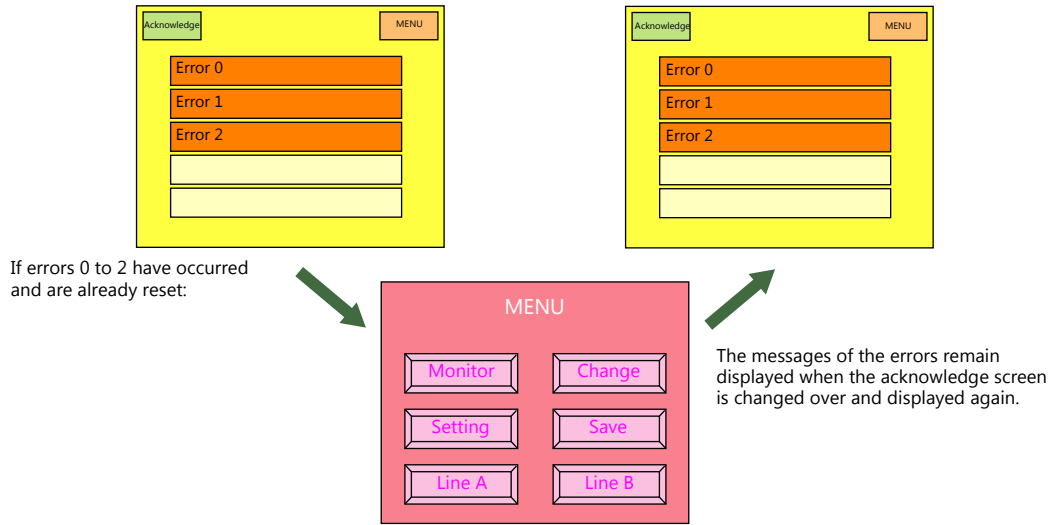 Acknowledge
MENU
Error 0
Error 1
Error 2
Acknowledge
MENU
Error 0
Error 1
Error 2
If errors 0 to 2 have occurred
and are already reset:
MENU
Monitor
Change
Setting
Save
Line A
Line B
The messages of the errors remain
displayed when the acknowledge screen
is changed over and displayed again.